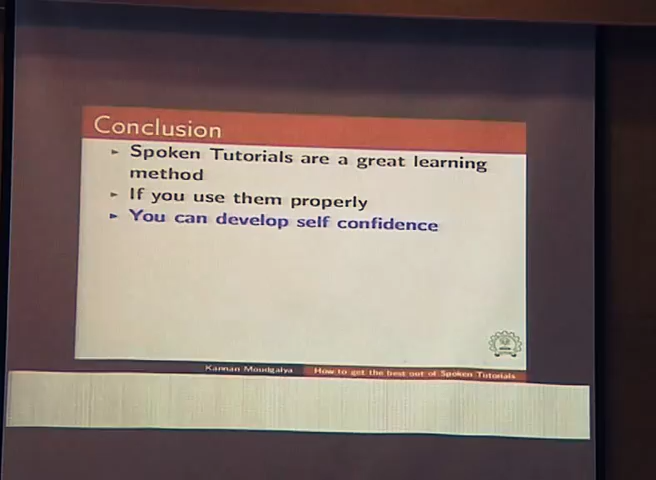 Conclusion
Spoken Tutorials are a great learning
method
If you use them properly
You can develop self confidence
Kannan Moudgalya How to get the best out of Spoken Tutorials